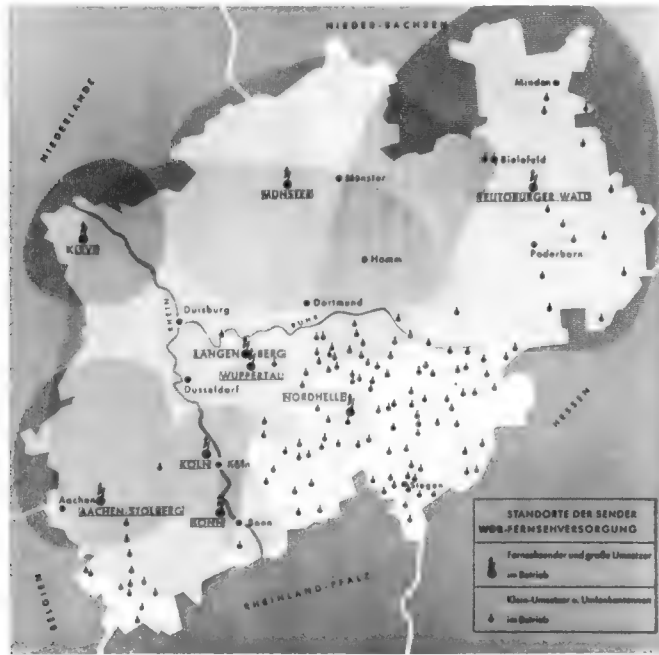 NIEDER-SACHSEN
NIEDERLANDE
Minden
Bielefeld
MÜNSTER
Münster
TEUTOBURGER WALD
KLEVE
Paderborn
Hamm
RHEIN
Duisburg
Dortmund
RUHR
LANGENBERG
WUPPERTAL
Düsseldorf
NORDHELLE
HESSEN
KÖLN
Köln
Siegen
Aachen
AACHEN-STOLBERG
BONN
Bonn
BELGIEN
RHEINLAND-PFALZ
STANDORTE DER SENDER
WDR-FERNSEHVERSORGUNG
Fernsehsender und große Umsetzer
im Betrieb
Klein-Umsetzer u. Umlenkantennen
im Betrieb